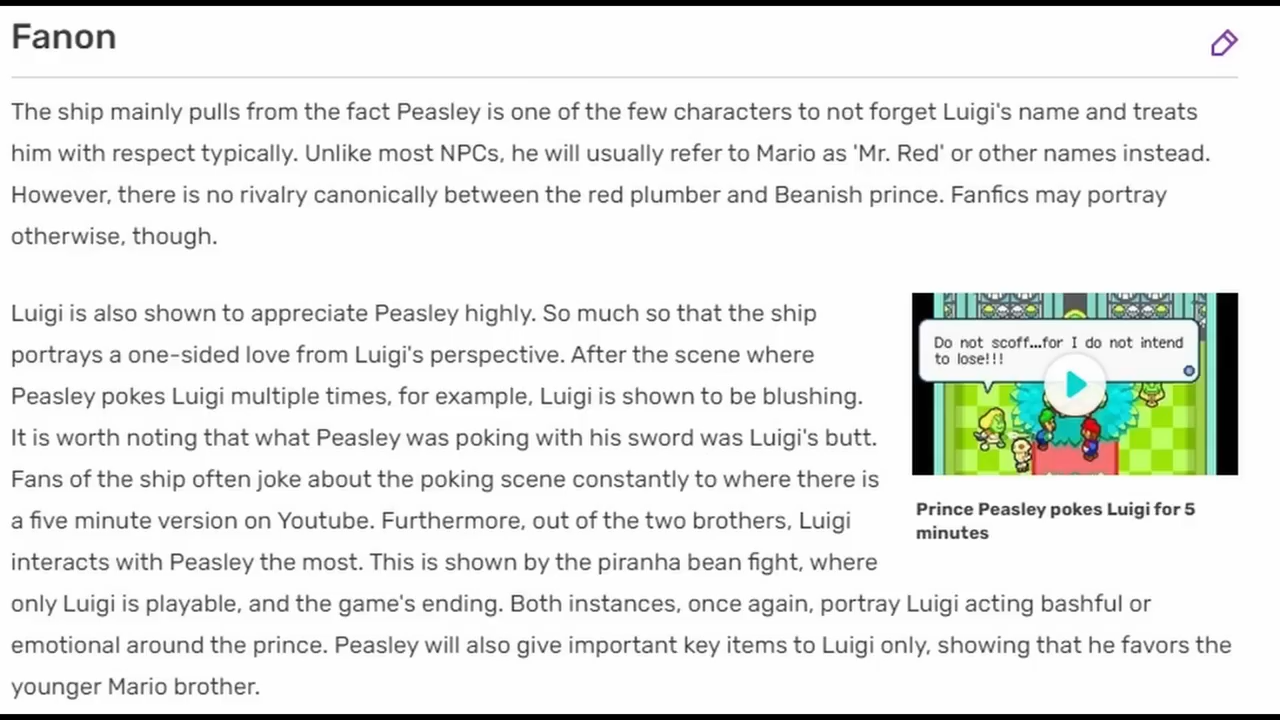 Fanon
The ship mainly pulls from the fact Peasley is one of the few characters to not forget Luigi's name and treats
him with respect typically. Unlike most NPCs, he will usually refer to Mario as 'Mr. Red' or other names instead.
However, there is no rivalry canonically between the red plumber and Beanish prince. Fanfics may portray
otherwise, though.
Luigi is also shown to appreciate Peasley highly. So much so that the ship
portrays a one-sided love from Luigi's perspective. After the scene where
Peasley pokes Luigi multiple times, for example, Luigi is shown to be blushing.
It is worth noting that what Peasley was poking with his sword was Luigi's butt.
Fans of the ship often joke about the poking scene constantly to where there is
a five minute version on Youtube. Furthermore, out of the two brothers, Luigi
interacts with Peasley the most. This is shown by the piranha bean fight, where
only Luigi is playable, and the game's ending. Both instances, once again, portray Luigi acting bashful or
emotional around the prince. Peasley will also give important key items to Luigi only, showing that he favors the
younger Mario brother.
Do not scoff...for I do not intend
to lose!!!
Prince Peasley pokes Luigi for 5
minutes